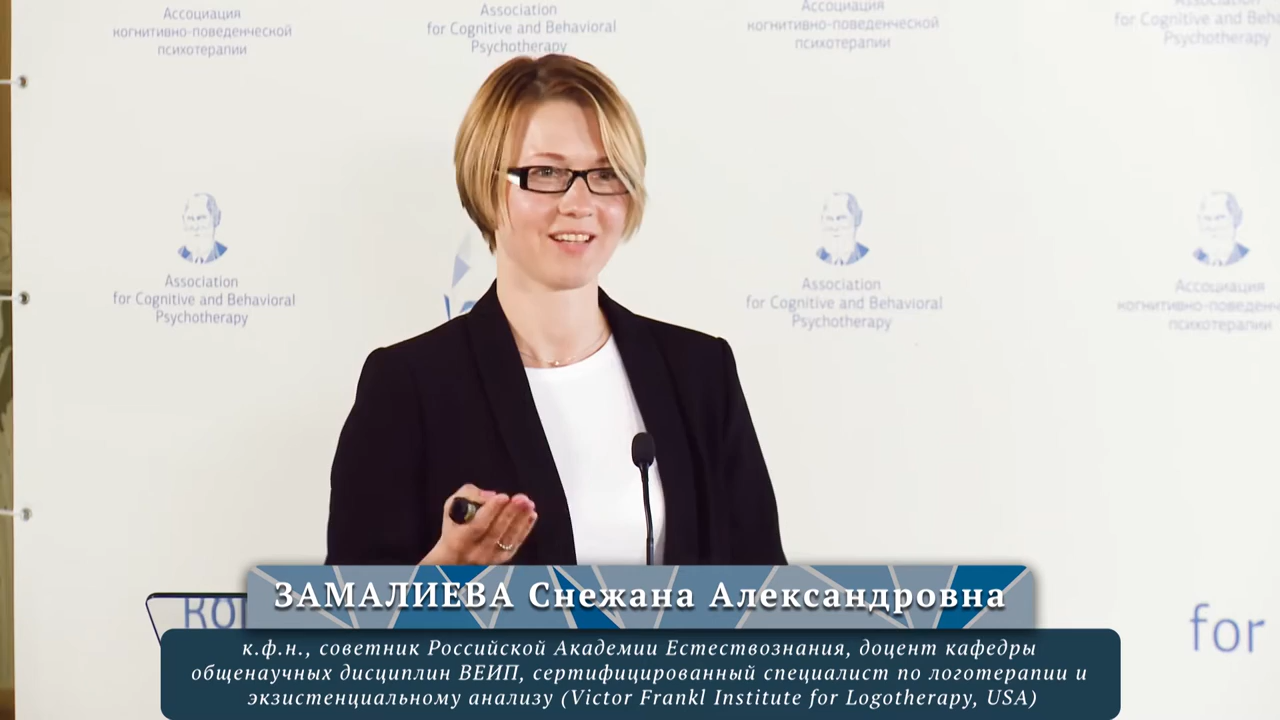 Ассоциация
когнитивно-поведенческой
психотерапии
Association
for Cognitive and Behavioral
Psychotherapy
Ассоциация
когнитивно-поведенческой
психотерапии
Association
for Cognitive and Behavioral
Psychotherapy
Association
for Cognitive and Behavioral
Psychotherapy
Association
for Cognitive and Behavioral
Psychotherapy
Ассоциация
когнитивно-поведенч
психотерапии
for
ЗАМАЛИЕВА Снежана Александровна
к.ф.н., советник Российской Академии Естествознания, доцент кафедры
общенаучных дисциплин ВЕИП, сертифицированный специалист по логотерапии и
экзистенциальному анализу (Victor Frankl Institute for Logotherapy, USA)